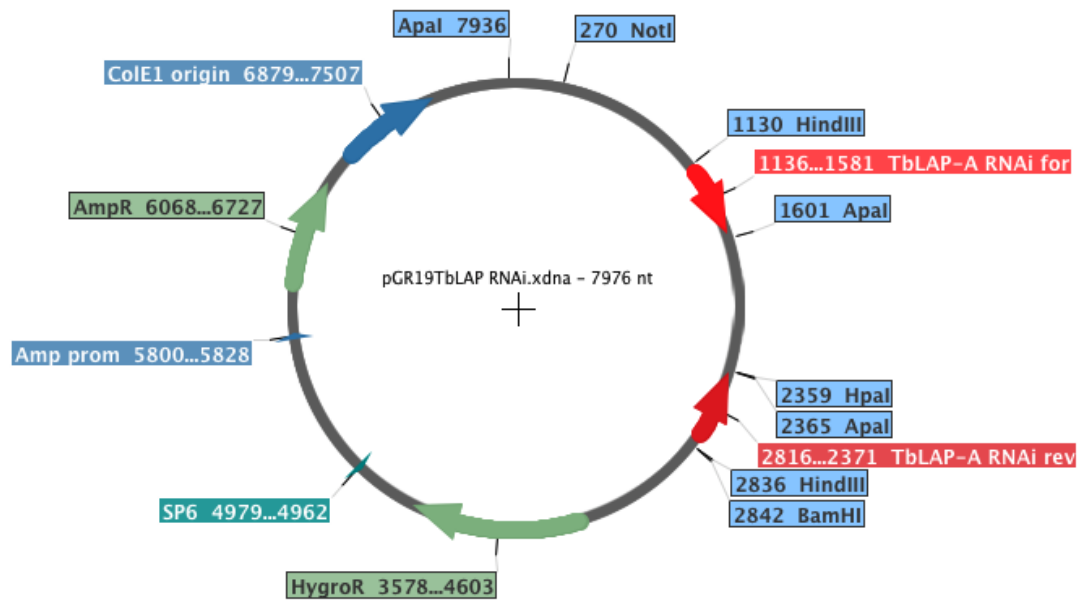 ApaI 7936
270 NotI
ColE1 origin 6879...7507
1130 HindIII
1136...1581 TbLAP-A RNAi for
AmpR 6068...6727
1601 ApaI
pGR19TbLAP RNAi.xdna - 7976 nt
Amp prom 5800...5828
2359 HpaI
2365 ApaI
2816...2371 TbLAP-A RNAi rev
2836 HindIII
SP6 4979...4962
2842 BamHI
HygroR 3578...4603